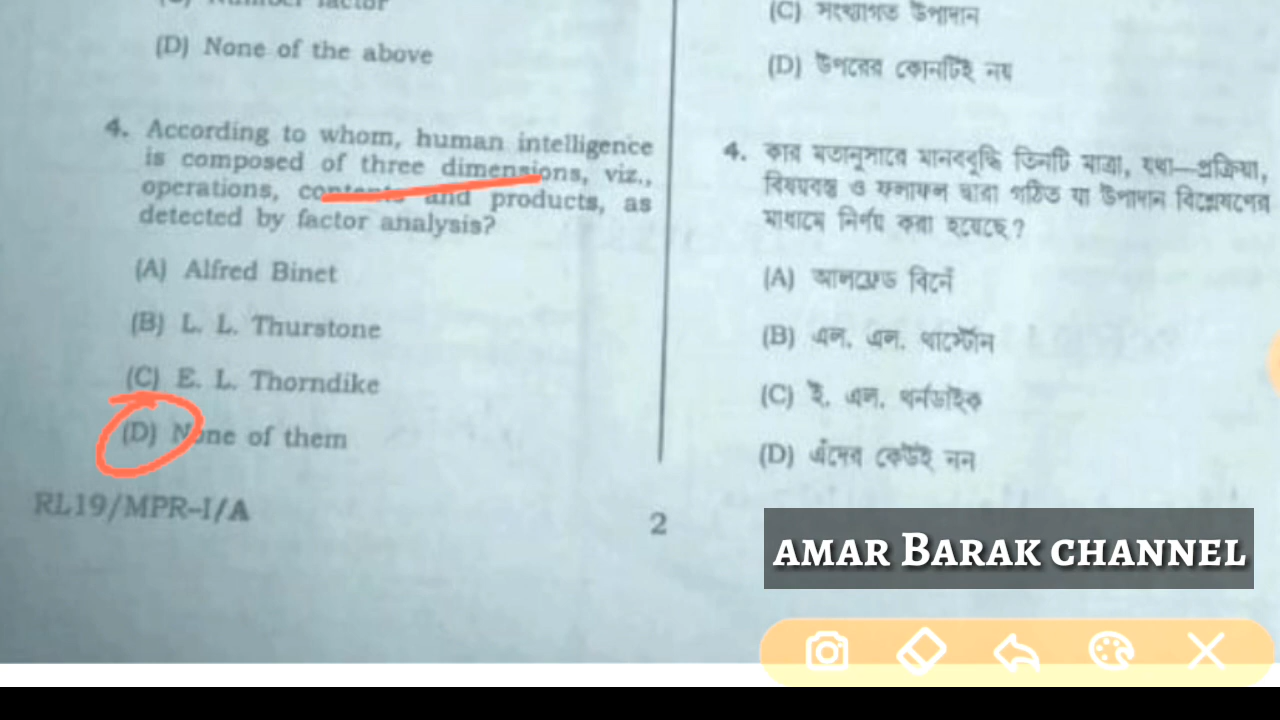 (C) Number factor
(D) None of the above
4. According to whom, human intelligence
is composed of three dimensions, viz.,
operations, contents and products, as
detected by factor analysis?
(A) Alfred Binet
(B) L. L. Thurstone
(C) E. L. Thorndike
(D) None of them
RL19/MPR–I/A
2
(C) সংখ্যাগত উপাদান
(D) উপরের কোনটিই নয়
4. কার মতানুসারে মানববুদ্ধি তিনটি মাত্রা, যথা—প্রক্রিয়া,
বিষয়বস্তু ও ফলাফল দ্বারা গঠিত যা উপাদান বিশ্লেষণের
মাধ্যমে নির্ণয় করা হয়েছে?
(A) আলফ্রেড বিনেঁ
(B) এল. এল. থার্স্টোন
(C) ই. এল. থর্নডাইক
(D) এঁদের কেউই নন
AMAR BARAK CHANNEL